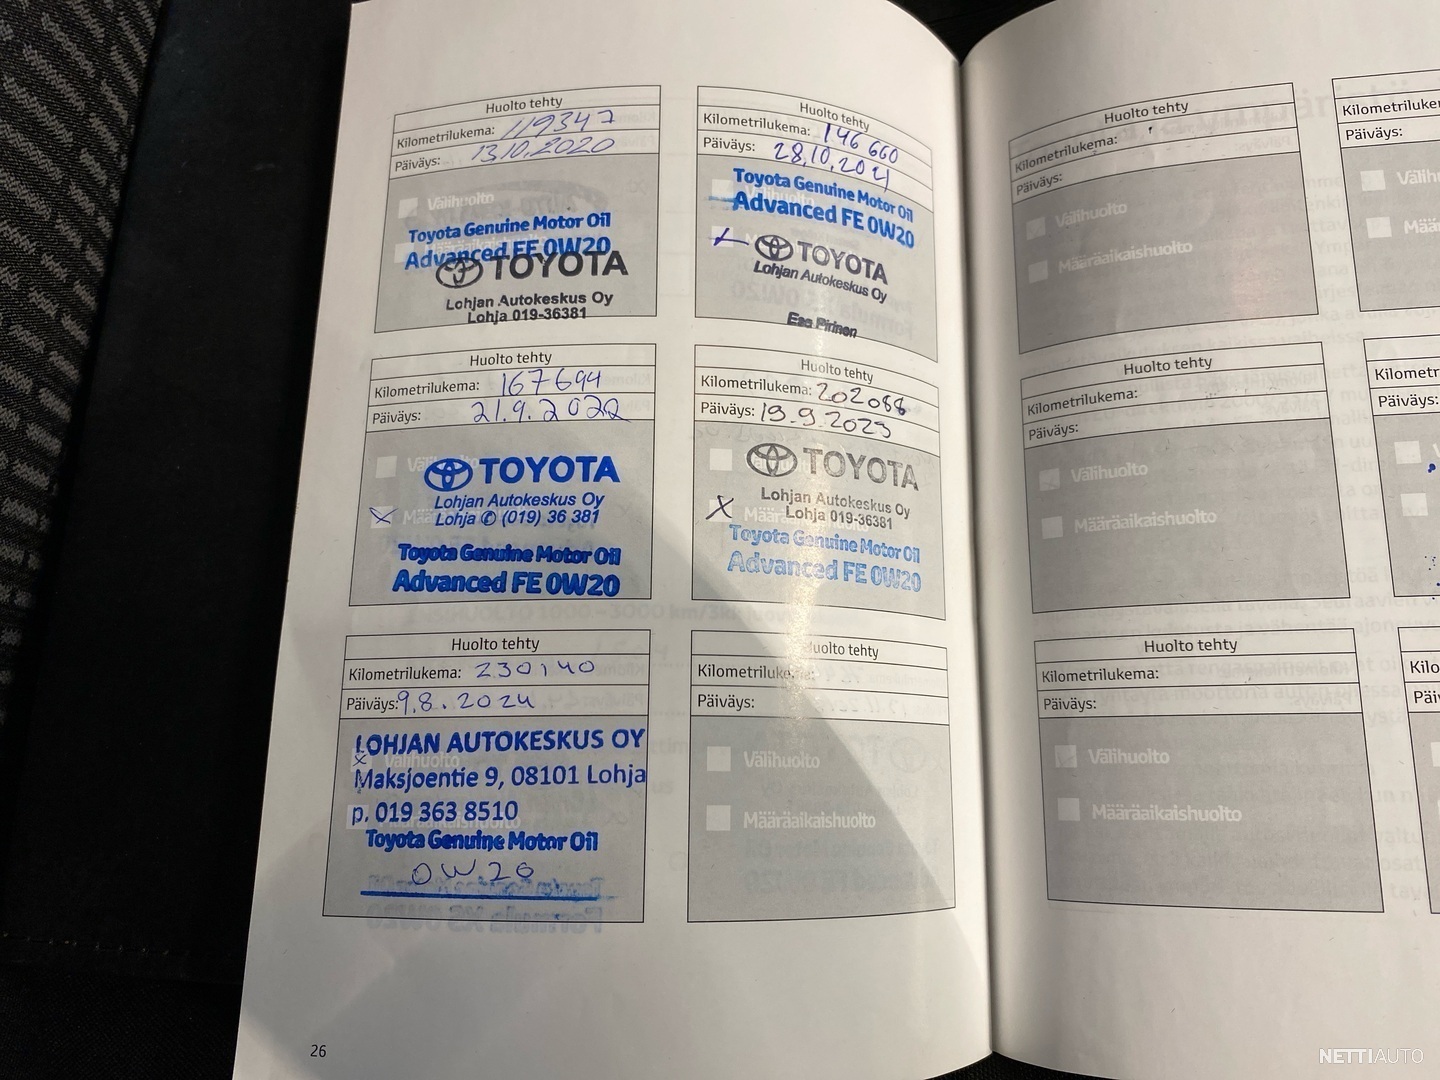 Huolto tehty
Kilometrilukema: 119347
Päiväys: 13.10.2020
Välihuolto
Toyota Genuine Motor Oil
Advanced FE 0W20
TOYOTA
Lohjan Autokeskus Oy
Lohja 019-36381
Huolto tehty
Kilometrilukema: 146 660
Päiväys: 28.10.2021
Toyota Genuine Motor Oil
Advanced FE 0W20
TOYOTA
Lohjan Autokeskus Oy
Esa Pirinen
Huolto tehty
Kilometrilukema: 167694
Päiväys: 21.9.2022
TOYOTA
Lohjan Autokeskus Oy
Lohja ✆ (019) 36 381
Toyota Genuine Motor Oil
Advanced FE 0W20
Huolto tehty
Kilometrilukema: 202088
Päiväys: 19.9.2023
TOYOTA
Lohjan Autokeskus Oy
Lohja 019-36381
Toyota Genuine Motor Oil
Advanced FE 0W20
Huolto tehty
Kilometrilukema: 230140
Päiväys: 9.8.2024
LOHJAN AUTOKESKUS OY
Välihuolto
Maksjoentie 9, 08101 Lohja
p. 019 363 8510
Toyota Genuine Motor Oil
0W20
Huolto tehty
Kilometrilukema:
Päiväys:
Välihuolto
Määräaikaishuolto
26
Huolto tehty
Kilometrilukema:
Päiväys:
Välihuolto
Määräaikaishuolto
Huolto tehty
Kilometrilukema:
Päiväys:
Välihuolto
Määräaikaishuolto
Huolto tehty
Kilometrilukema:
Päiväys:
Välihuolto
Määräaikaishuolto
Päiväys:
Päiväys:
NETTIAUTO